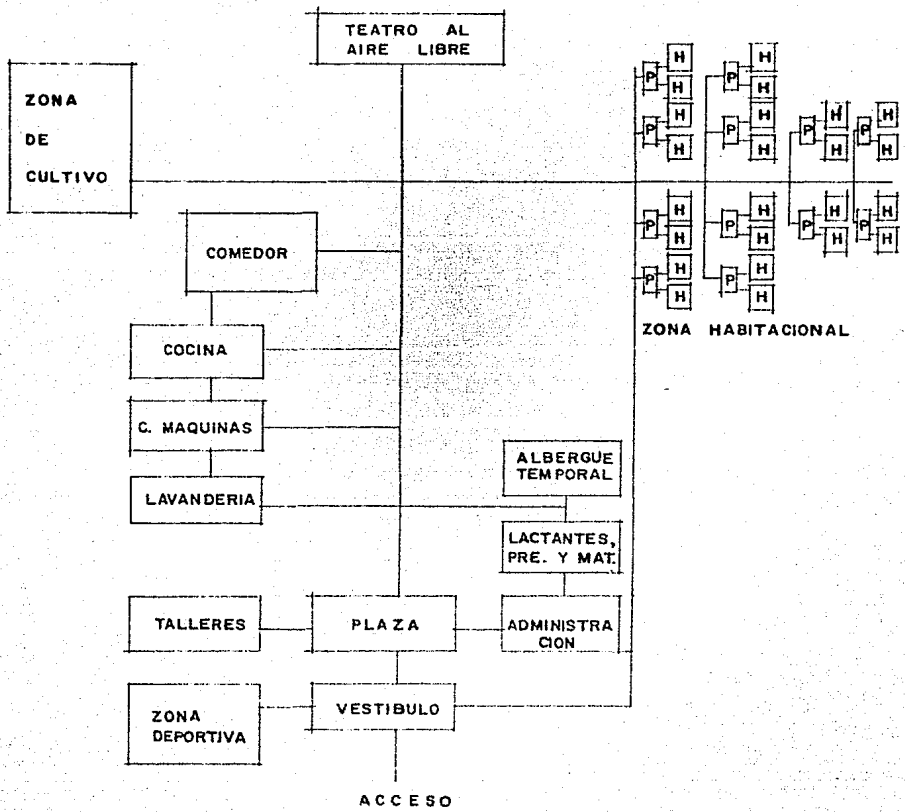 TEATRO AL
AIRE LIBRE
ZONA
DE
CULTIVO
H H
P P
H H
H H H H
P P P P
H H H H
H H H H
P P P P
H H H H
H H
P P
H H
ZONA HABITACIONAL
COMEDOR
COCINA
C. MAQUINAS
LAVANDERIA
ALBERGUE
TEMPORAL
LACTANTES,
PRE. Y MAT.
TALLERES
PLAZA
ADMINISTRA
CION
ZONA
DEPORTIVA
VESTIBULO
ACCESO